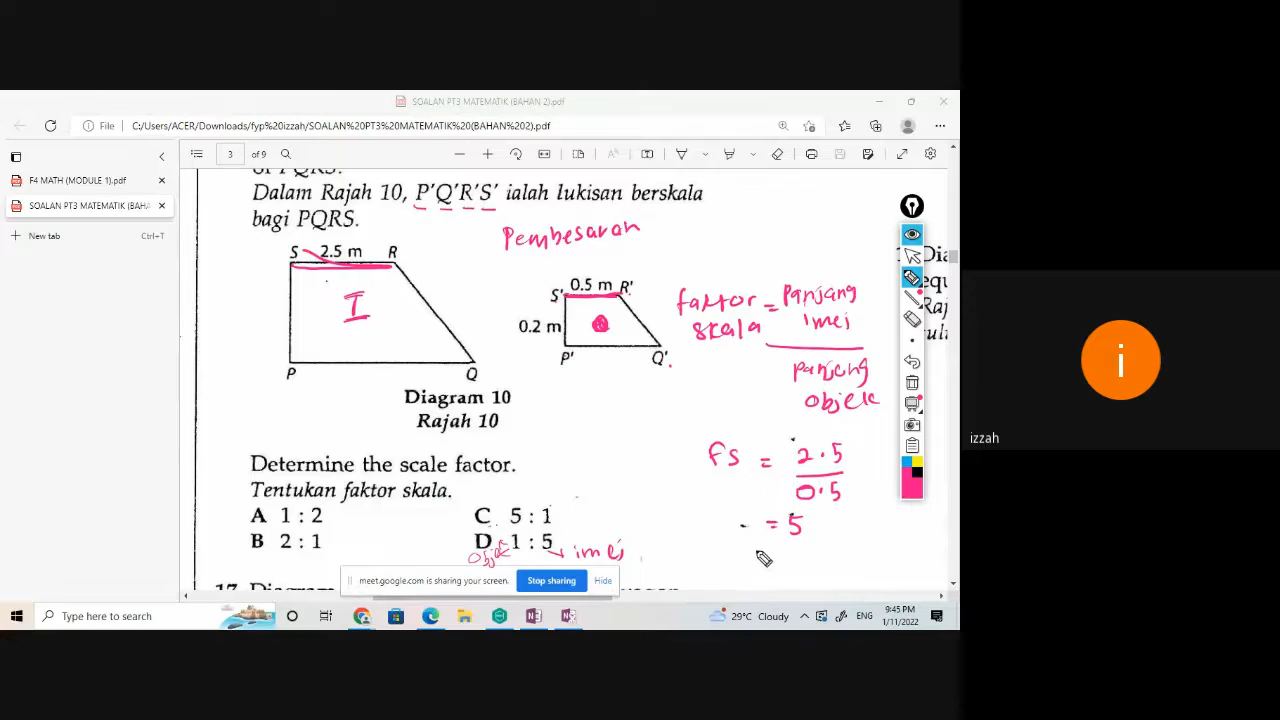 SOALAN PT3 MATEMATIK (BAHAN 2).pdf
File C:/Users/ACER/Downloads/fyp%20izzah/SOALAN%20PT3%20MATEMATIK%20(BAHAN%202).pdf
3 of 9
F4 MATH (MODULE 1).pdf
SOALAN PT3 MATEMATIK (BAHA
New tab Ctrl+T
of PQRS.
Dalam Rajah 10, P'Q'R'S' ialah lukisan berskala
bagi PQRS.
Pembesaran
S 2.5 m R
I
P Q
0.5 m
S' R'
0.2 m
P' Q'
faktor skala = panjang imej
panjang objek
Diagram 10
Rajah 10
fs = 2.5
0.5
= 5
Determine the scale factor.
Tentukan faktor skala.
A 1 : 2
C 5 : 1
B 2 : 1
D 1 : 5
obje
imej
17 Diagram
meet.google.com is sharing your screen. Stop sharing Hide
Type here to search
29°C Cloudy ENG 9:45 PM
1/11/2022
i
izzah